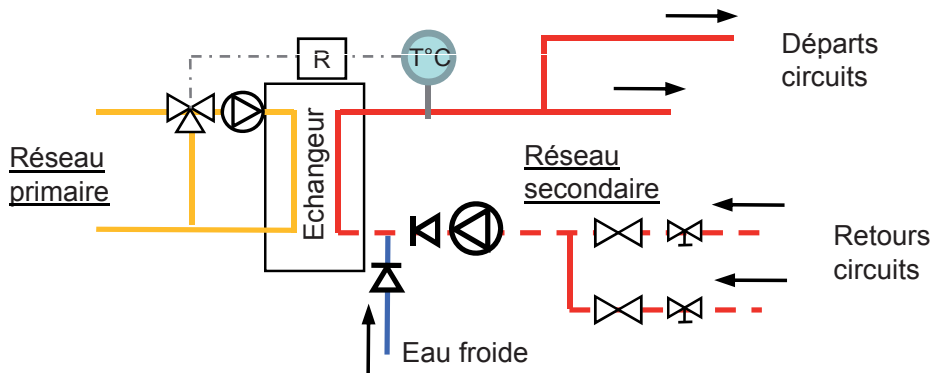 R
T°C
Départs
circuits
Echangeur
Réseau
primaire
Réseau
secondaire
Retours
circuits
Eau froide